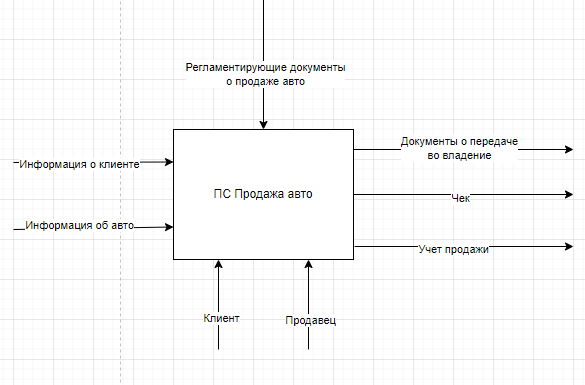 Регламентирующие документы
о продаже авто
Информация о клиенте
Информация об авто
ПС Продажа авто
Документы о передаче
во владение
Чек
Учет продажи
Клиент
Продавец